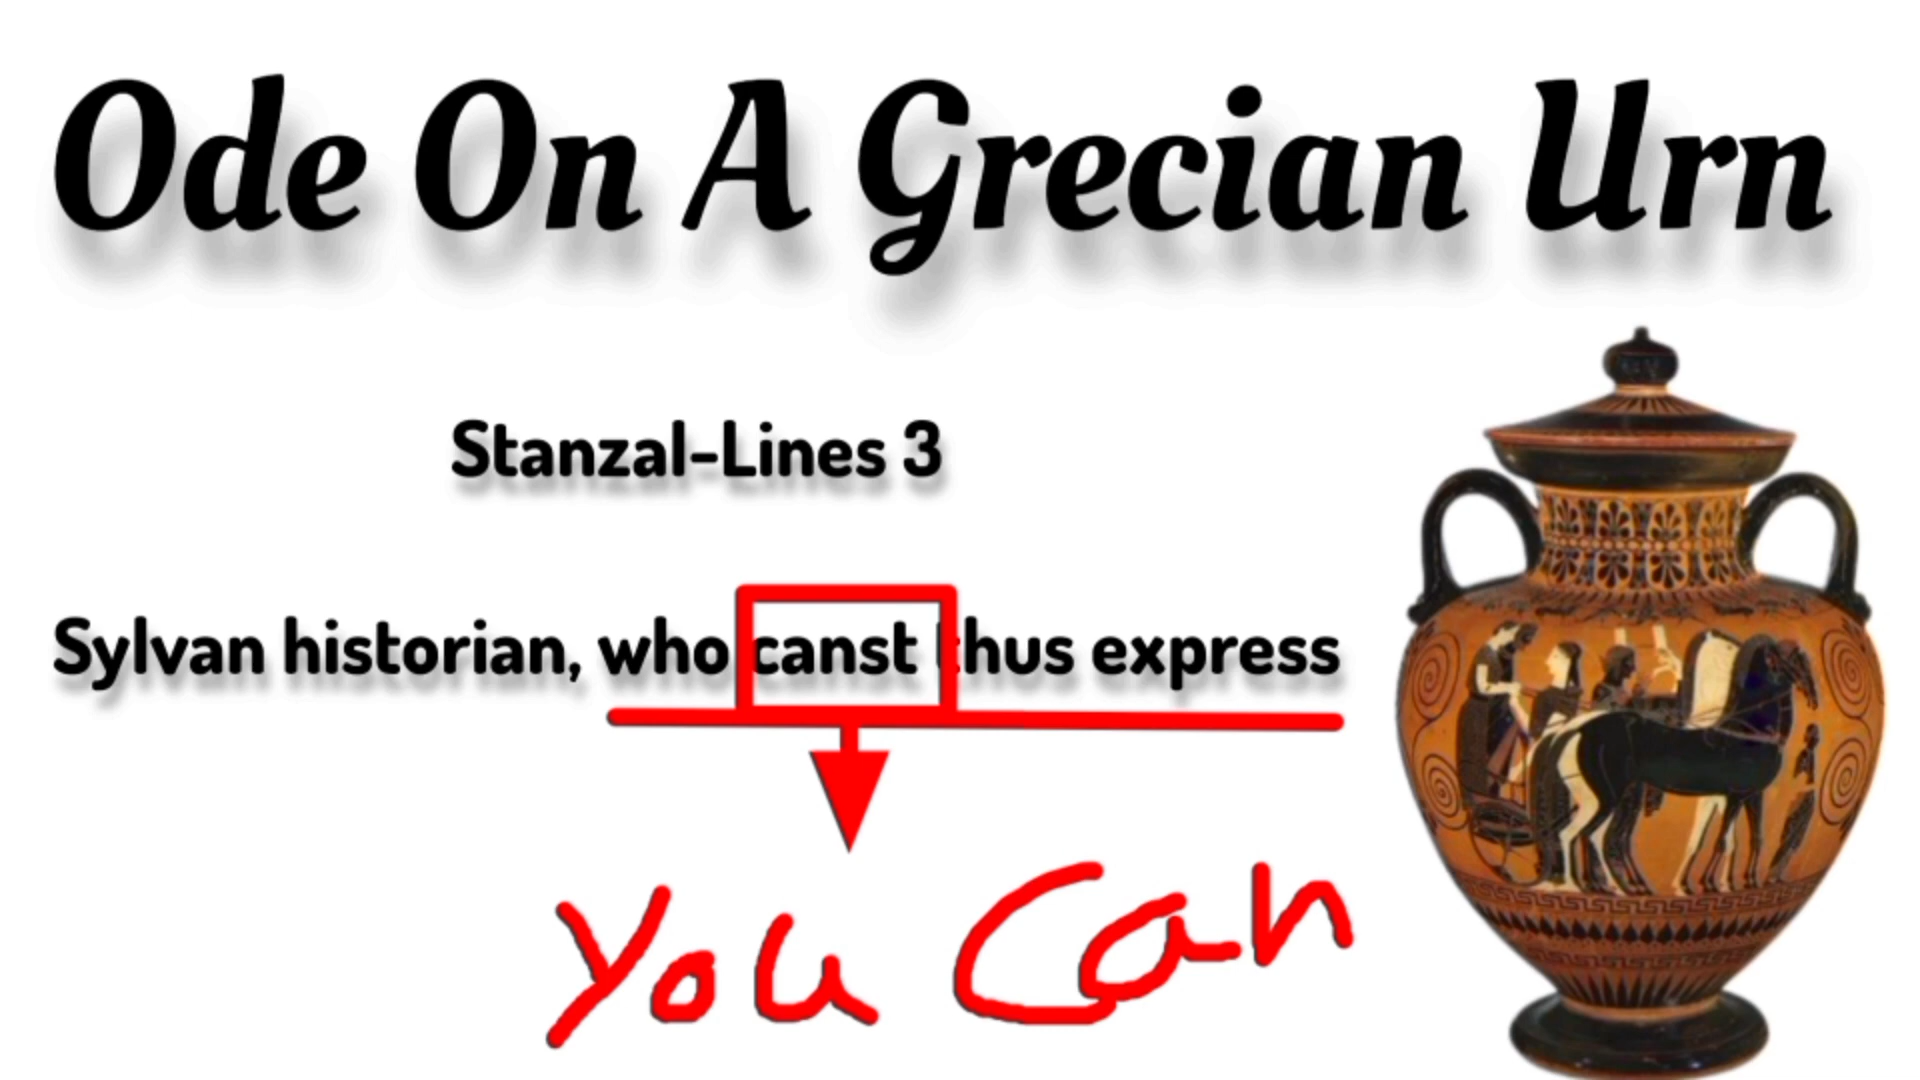 Ode On A Grecian Urn
Stanzal-Lines 3
Sylvan historian, who canst thus express
You Can